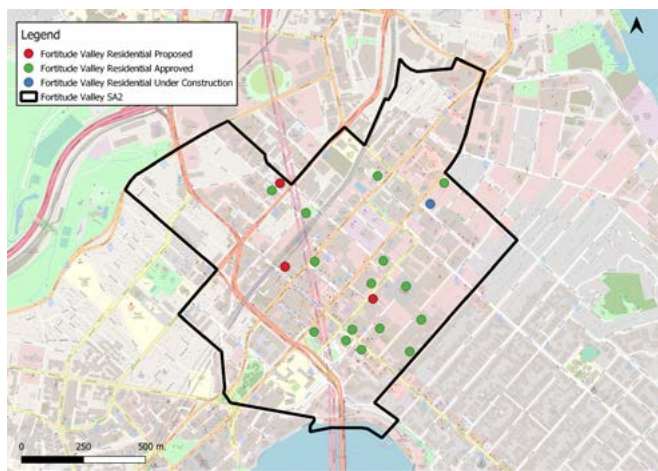 Legend
Fortitude Valley Residential Proposed
Fortitude Valley Residential Approved
Fortitude Valley Residential Under Construction
Fortitude Valley SA2
0 250 500 m